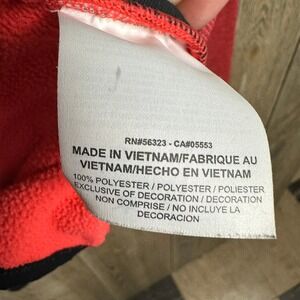 RN#56323 - CA#05553
MADE IN VIETNAM/FABRIQUE AU
VIETNAM/HECHO EN VIETNAM
100% POLYESTER / POLYESTER / POLIESTER
EXCLUSIVE OF DECORATION / DECORATION
NON COMPRISE / NO INCLUYE LA
DECORACION